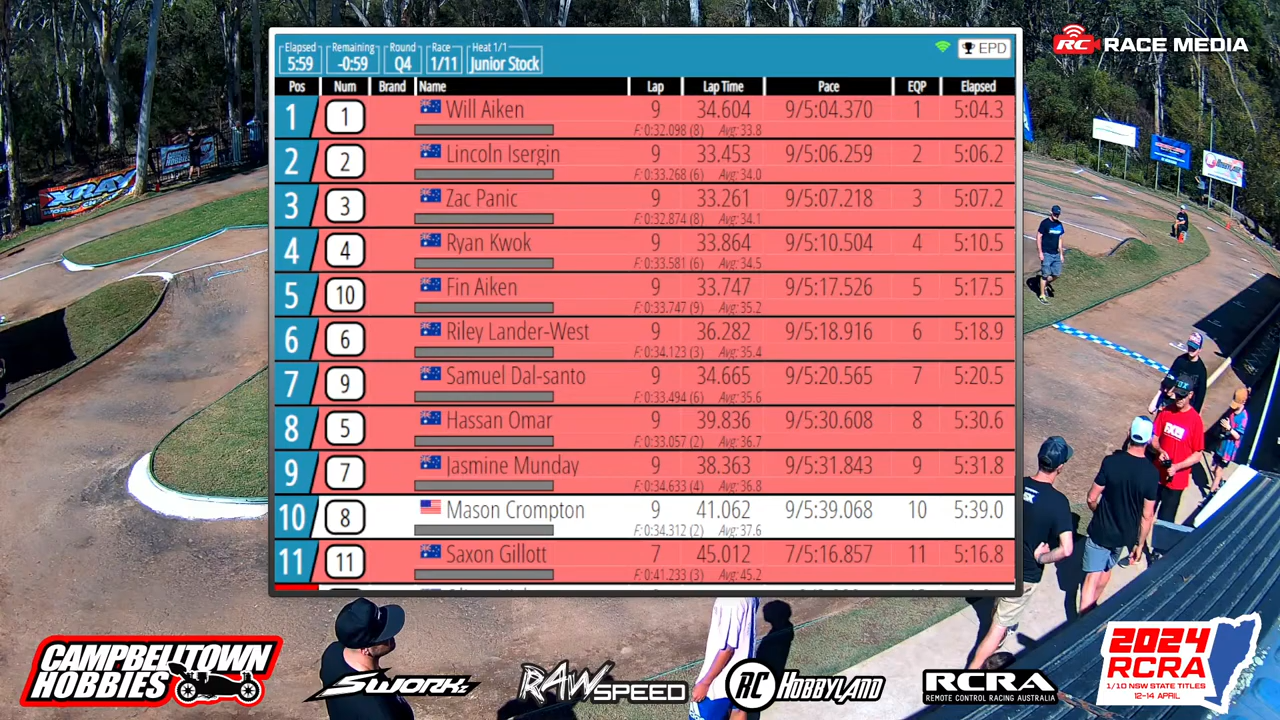 Elapsed Remaining Round Race Heat 1/1
5:59 -0:59 Q4 1/11 Junior Stock
EPD
RC RACE MEDIA
Pos Num Brand Name Lap Lap Time Pace EQP Elapsed
1 1 Will Aiken 9 34.604 9/5:04.370 1 5:04.3
F: 0:32.098 (8) Avg: 33.8
2 2 Lincoln Isergin 9 33.453 9/5:06.259 2 5:06.2
F: 0:33.268 (6) Avg: 34.0
3 3 Zac Panic 9 33.261 9/5:07.218 3 5:07.2
F: 0:32.874 (8) Avg: 34.1
4 4 Ryan Kwok 9 33.864 9/5:10.504 4 5:10.5
F: 0:33.581 (6) Avg: 34.5
5 10 Fin Aiken 9 33.747 9/5:17.526 5 5:17.5
F: 0:33.747 (9) Avg: 35.2
6 6 Riley Lander-West 9 36.282 9/5:18.916 6 5:18.9
F: 0:34.123 (3) Avg: 35.4
7 9 Samuel Dal-santo 9 34.665 9/5:20.565 7 5:20.5
F: 0:33.494 (6) Avg: 35.6
8 5 Hassan Omar 9 39.836 9/5:30.608 8 5:30.6
F: 0:33.057 (2) Avg: 36.7
9 7 Jasmine Munday 9 38.363 9/5:31.843 9 5:31.8
F: 0:34.633 (4) Avg: 36.8
10 8 Mason Crompton 9 41.062 9/5:39.068 10 5:39.0
F: 0:34.312 (2) Avg: 37.6
11 11 Saxon Gillott 7 45.012 7/5:16.857 11 5:16.8
F: 0:41.233 (3) Avg: 45.2
XRAY
CAMPBELLTOWN
HOBBIES
SWORKz
RAW SPEED
RC HOBBYLAND
RCRA
REMOTE CONTROL RACING AUSTRALIA
2024
RCRA
1/10 NSW STATE TITLES
12-14 APRIL